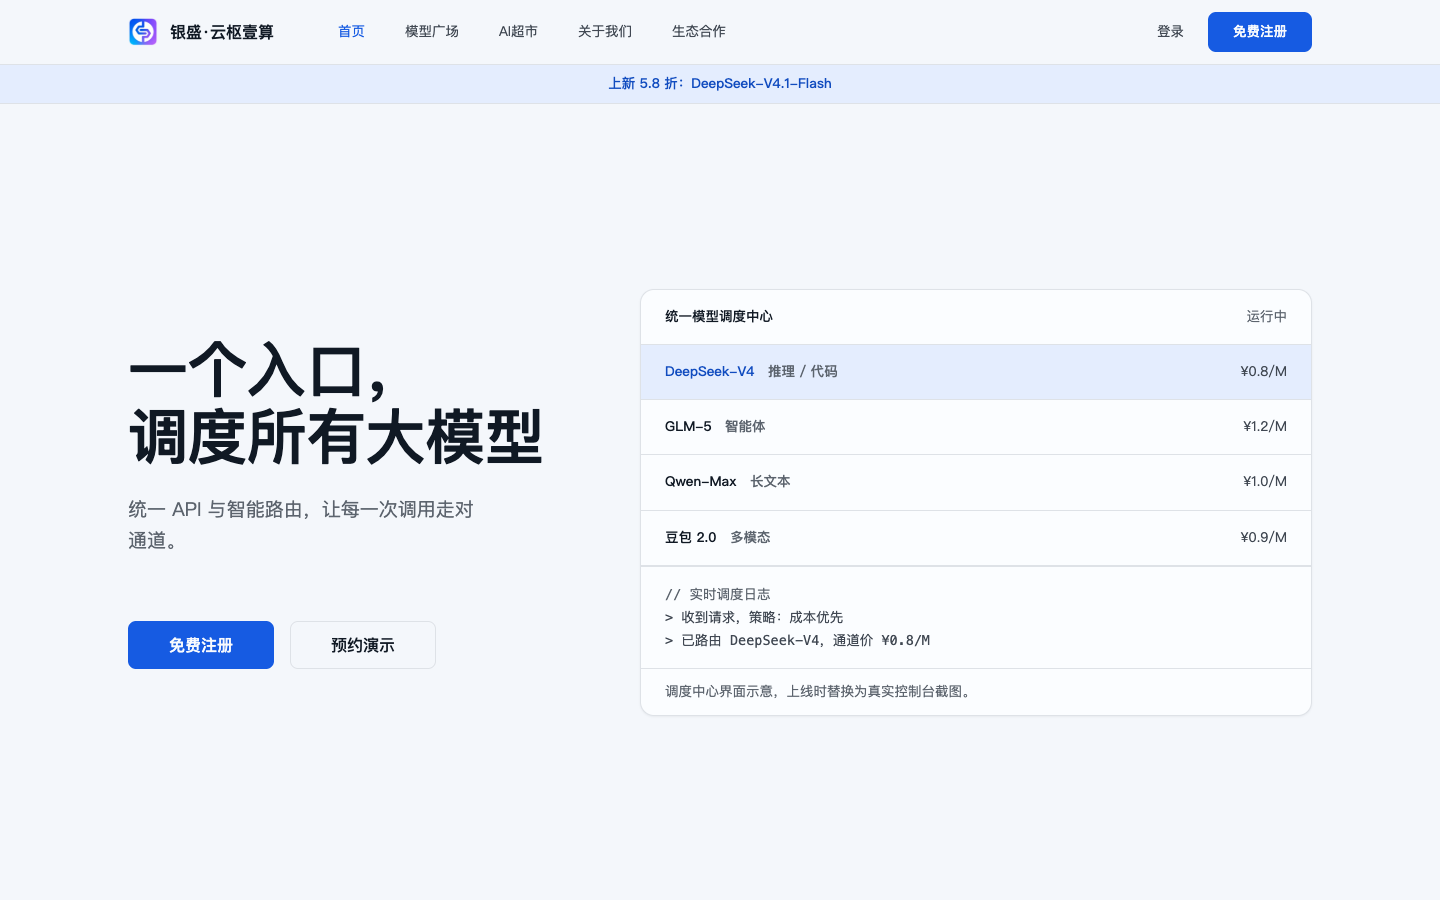 银盛·云枢壹算
首页
模型广场
AI超市
关于我们
生态合作
登录
免费注册
上新 5.8 折：DeepSeek-V4.1-Flash
一个入口，
调度所有大模型
统一 API 与智能路由，让每一次调用走对
通道。
免费注册
预约演示
统一模型调度中心 运行中
DeepSeek-V4 推理 / 代码 ¥0.8/M
GLM-5 智能体 ¥1.2/M
Qwen-Max 长文本 ¥1.0/M
豆包 2.0 多模态 ¥0.9/M
// 实时调度日志
> 收到请求，策略：成本优先
> 已路由 DeepSeek-V4，通道价 ¥0.8/M
调度中心界面示意，上线时替换为真实控制台截图。